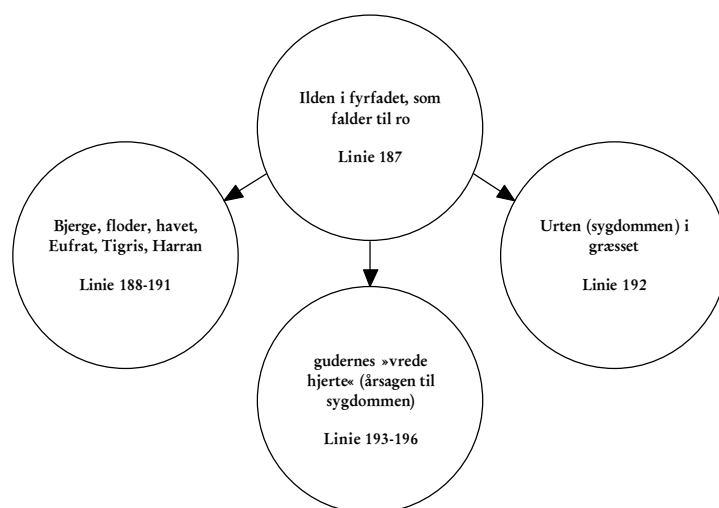 Ilden i fyrfadet, som
falder til ro
Linie 187
Bjerge, floder, havet,
Eufrat, Tigris, Harran
Linie 188-191
Urten (sygdommen) i
græsset
Linie 192
gudernes »vrede
hjerte« (årsagen til
sygdommen)
Linie 193-196